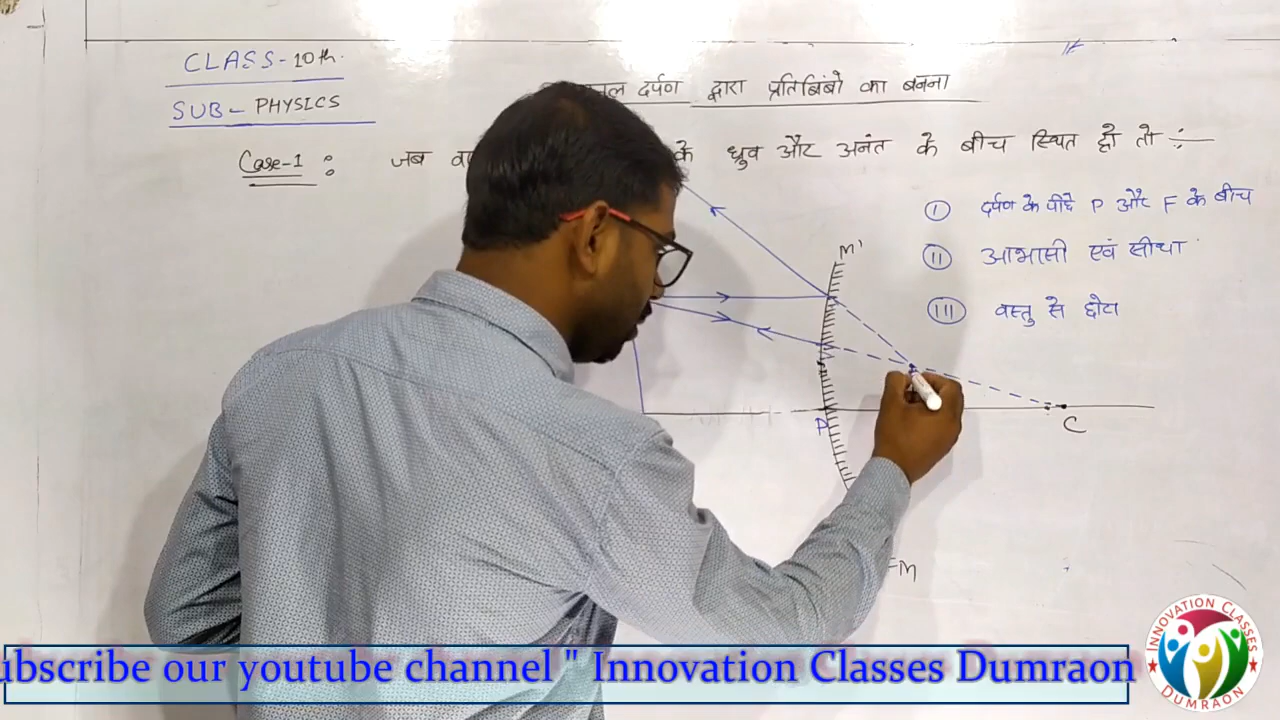 CLASS-10th.
SUB- PHYSICS
दर्पण द्वारा प्रतिबिंबो का बनना
Case-1 : जब के ध्रुव और अनंत के बीच स्थित हो तो :-
I दर्पण के पीछे P और F के बीच
II आभासी एवं सीधा
III वस्तु से छोटा
M'
P
C
M
ubscribe our youtube channel " Innovation Classes Dumraon
INNOVATION CLASSES
DUMRAON